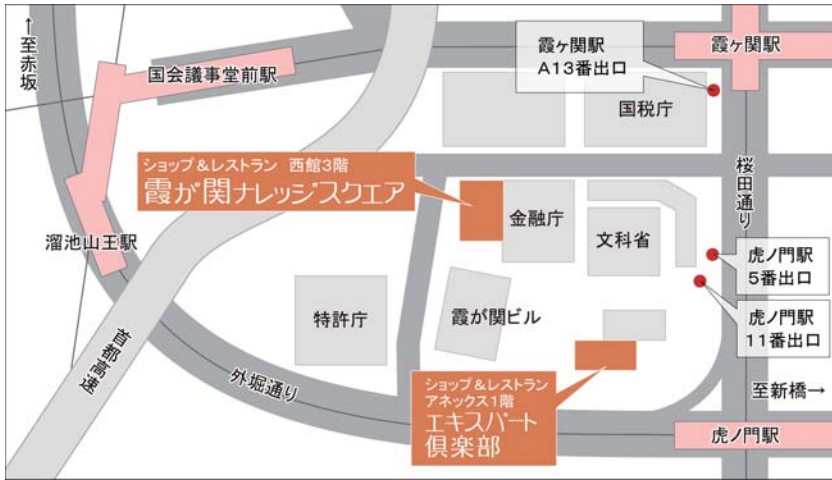 ↑至赤坂
国会議事堂前駅
霞ヶ関駅
A13番出口
霞ヶ関駅
国税庁
ショップ&レストラン 西館3階
霞が関ナレッジスクエア
桜田通り
溜池山王駅
金融庁
文科省
虎ノ門駅
5番出口
特許庁
霞が関ビル
虎ノ門駅
11番出口
首都高速
外堀通り
ショップ&レストラン
アネックス1階
エキスパート
倶楽部
至新橋→
虎ノ門駅